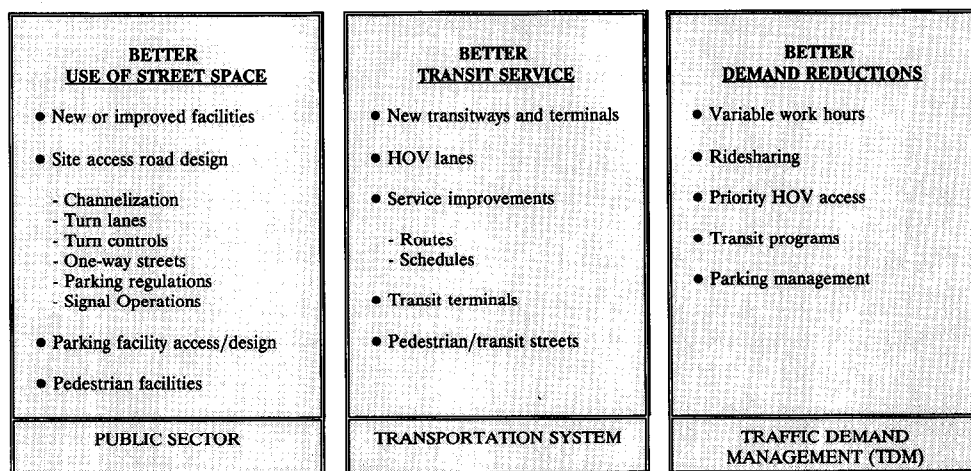 BETTER
USE OF STREET SPACE
● New or improved facilities
● Site access road design
- Channelization
- Turn lanes
- Turn controls
- One-way streets
- Parking regulations
- Signal Operations
● Parking facility access/design
● Pedestrian facilities
PUBLIC SECTOR
BETTER
TRANSIT SERVICE
● New transitways and terminals
● HOV lanes
● Service improvements
- Routes
- Schedules
● Transit terminals
● Pedestrian/transit streets
TRANSPORTATION SYSTEM
BETTER
DEMAND REDUCTIONS
● Variable work hours
● Ridesharing
● Priority HOV access
● Transit programs
● Parking management
TRAFFIC DEMAND
MANAGEMENT (TDM)